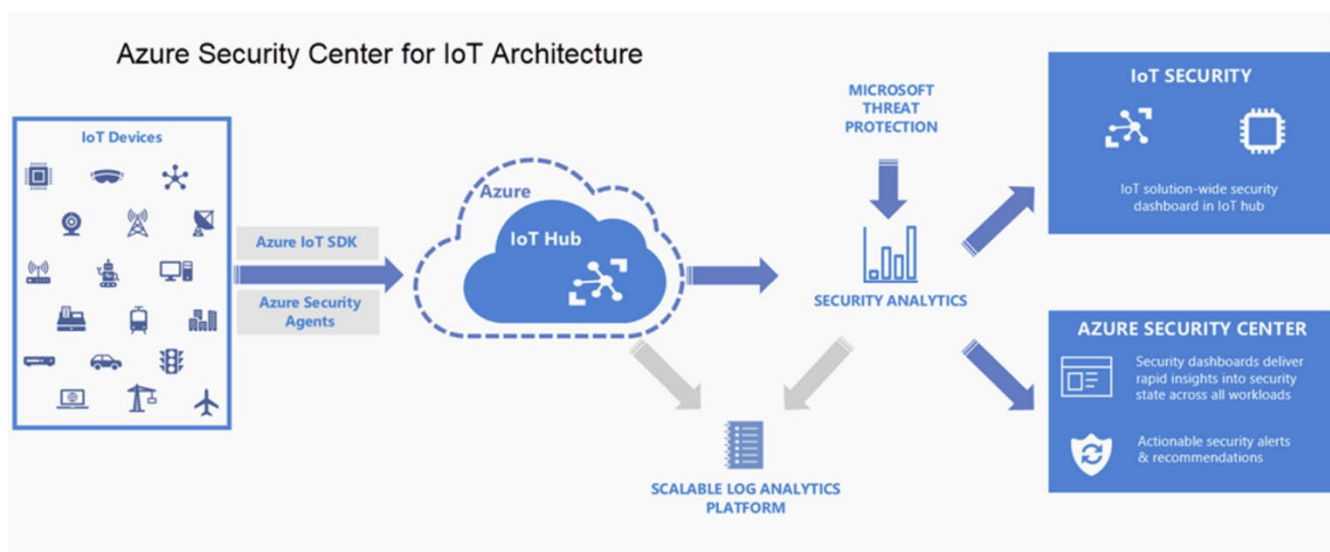 Azure Security Center for IoT Architecture
IoT Devices
Azure IoT SDK
Azure Security
Agents
Azure
IoT Hub
MICROSOFT
THREAT
PROTECTION
SECURITY ANALYTICS
SCALABLE LOG ANALYTICS
PLATFORM
IoT SECURITY
IoT solution-wide security
dashboard in IoT hub
AZURE SECURITY CENTER
Security dashboards deliver
rapid insights into security
state across all workloads
Actionable security alerts
& recommendations